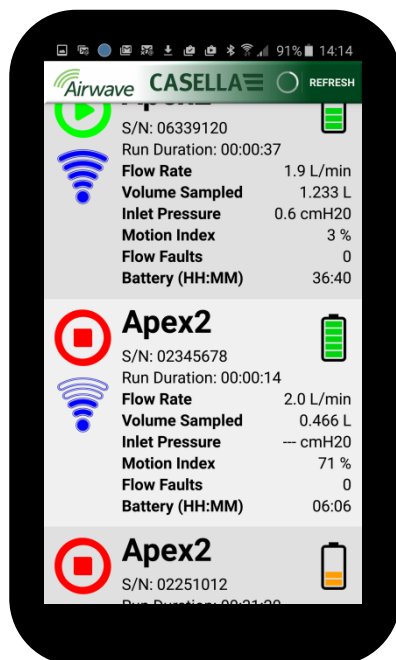 91% 14:14
Airwave CASELLA REFRESH
Apex2
S/N: 06339120
Run Duration: 00:00:37
Flow Rate 1.9 L/min
Volume Sampled 1.233 L
Inlet Pressure 0.6 cmH20
Motion Index 3 %
Flow Faults 0
Battery (HH:MM) 36:40
Apex2
S/N: 02345678
Run Duration: 00:00:14
Flow Rate 2.0 L/min
Volume Sampled 0.466 L
Inlet Pressure --- cmH20
Motion Index 71 %
Flow Faults 0
Battery (HH:MM) 06:06
Apex2
S/N: 02251012
Run Duration: